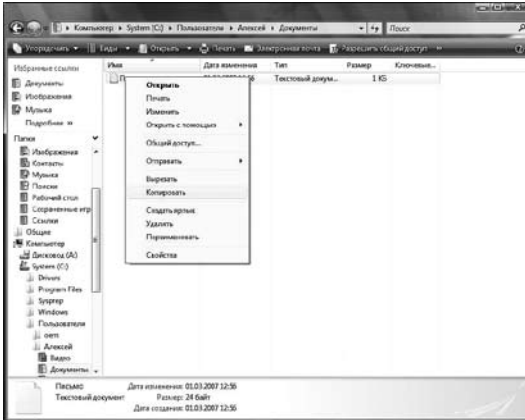 Компьютер ▸ System (C:) ▸ Пользователи ▸ Алексей ▸ Документы
Поиск
Упорядочить
Виды
Открыть
Печать
Электронная почта
Разрешить общий доступ
Избранные ссылки
Документы
Изображения
Музыка
Подробнее »
Папки
Изображения
Контакты
Музыка
Поиски
Рабочий стол
Сохраненные игр
Ссылки
Общие
Компьютер
Дисковод (A:)
System (C:)
Drivers
Program Files
Sysprep
Windows
Пользователи
oem
Алексей
Видео
Документы
Имя
Дата изменения
Тип
Размер
Ключевые...
Текстовый докум...
1 КБ
Открыть
Печать
Изменить
Открыть с помощью
Общий доступ...
Отправить
Вырезать
Копировать
Создать ярлык
Удалить
Переименовать
Свойства
Письмо
Текстовый документ
Дата изменения: 01.03.2007 12:56
Размер: 24 байт
Дата создания: 01.03.2007 12:56